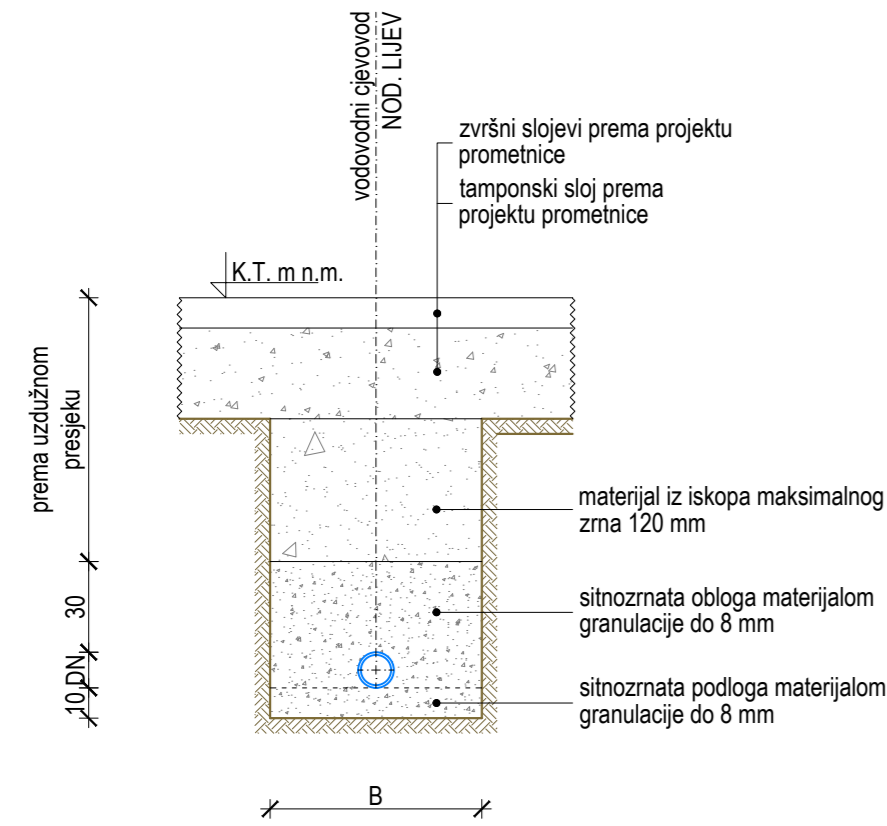 vodovodni cjevovod
NOD. LIJEV
zvršni slojevi prema projektu
prometnice
tamponski sloj prema
projektu prometnice
K.T. m n.m.
prema uzdužnom
presjeku
materijal iz iskopa maksimalnog
zrna 120 mm
30
sitnozrnata obloga materijalom
granulacije do 8 mm
DN
10
sitnozrnata podloga materijalom
granulacije do 8 mm
B